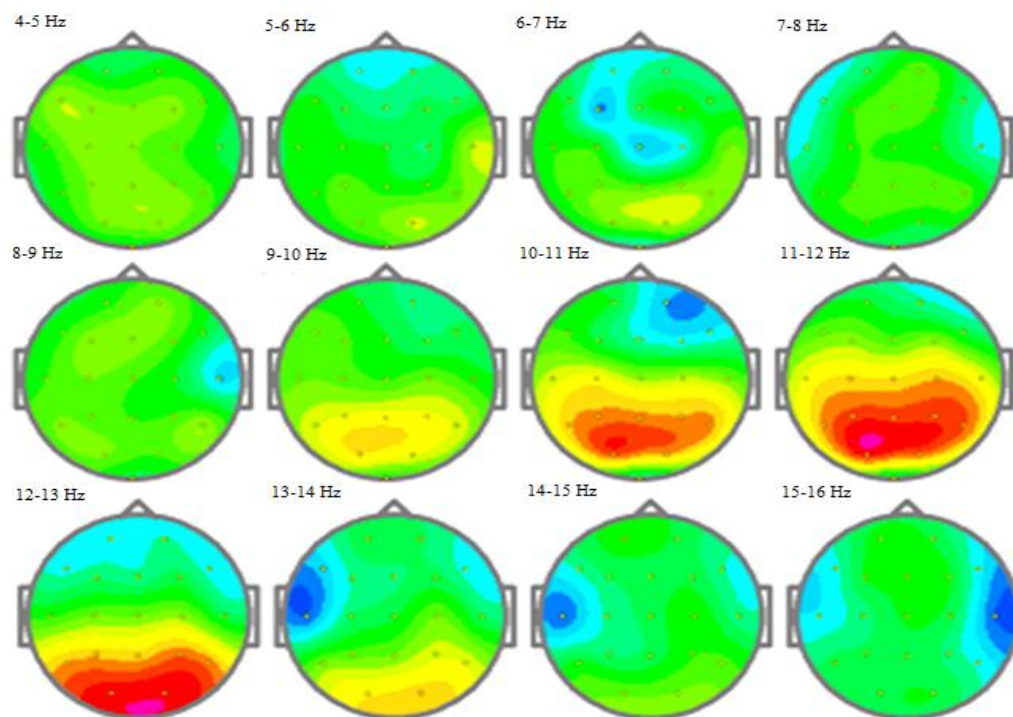 4-5 Hz
5-6 Hz
6-7 Hz
7-8 Hz
8-9 Hz
9-10 Hz
10-11 Hz
11-12 Hz
12-13 Hz
13-14 Hz
14-15 Hz
15-16 Hz